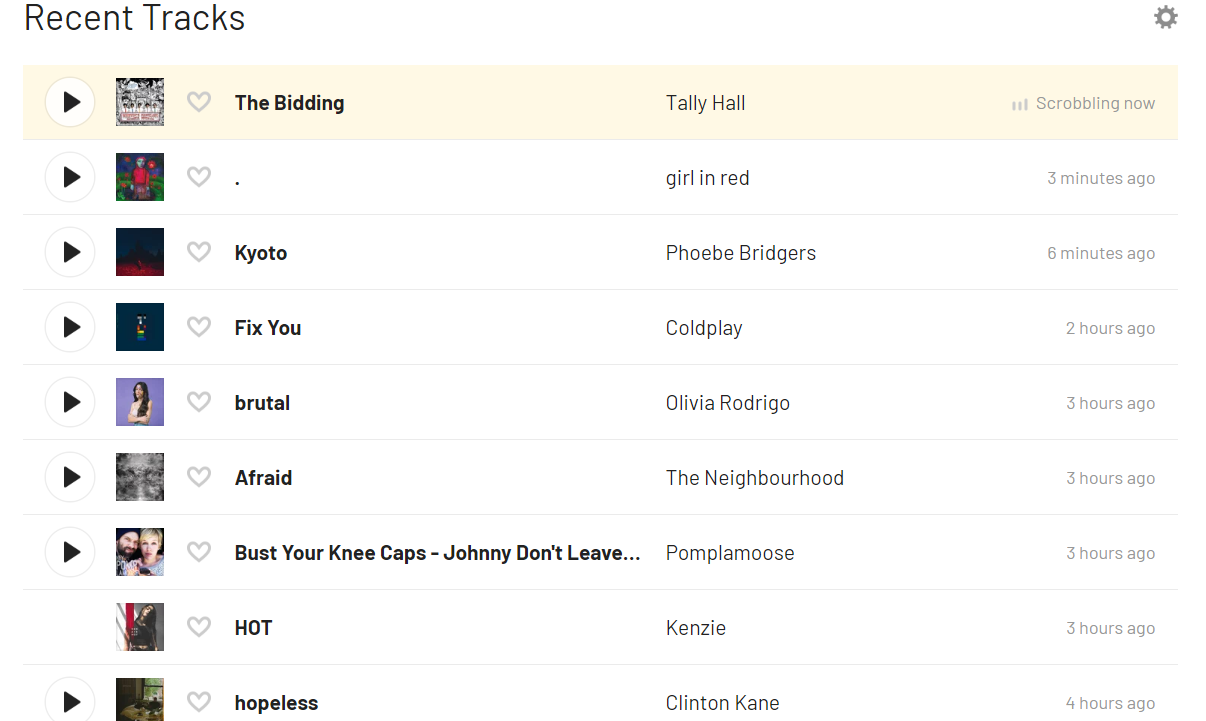 Recent Tracks
The Bidding Tally Hall Scrobbling now
. girl in red 3 minutes ago
Kyoto Phoebe Bridgers 6 minutes ago
Fix You Coldplay 2 hours ago
brutal Olivia Rodrigo 3 hours ago
Afraid The Neighbourhood 3 hours ago
Bust Your Knee Caps - Johnny Don't Leave... Pomplamoose 3 hours ago
HOT Kenzie 3 hours ago
hopeless Clinton Kane 4 hours ago